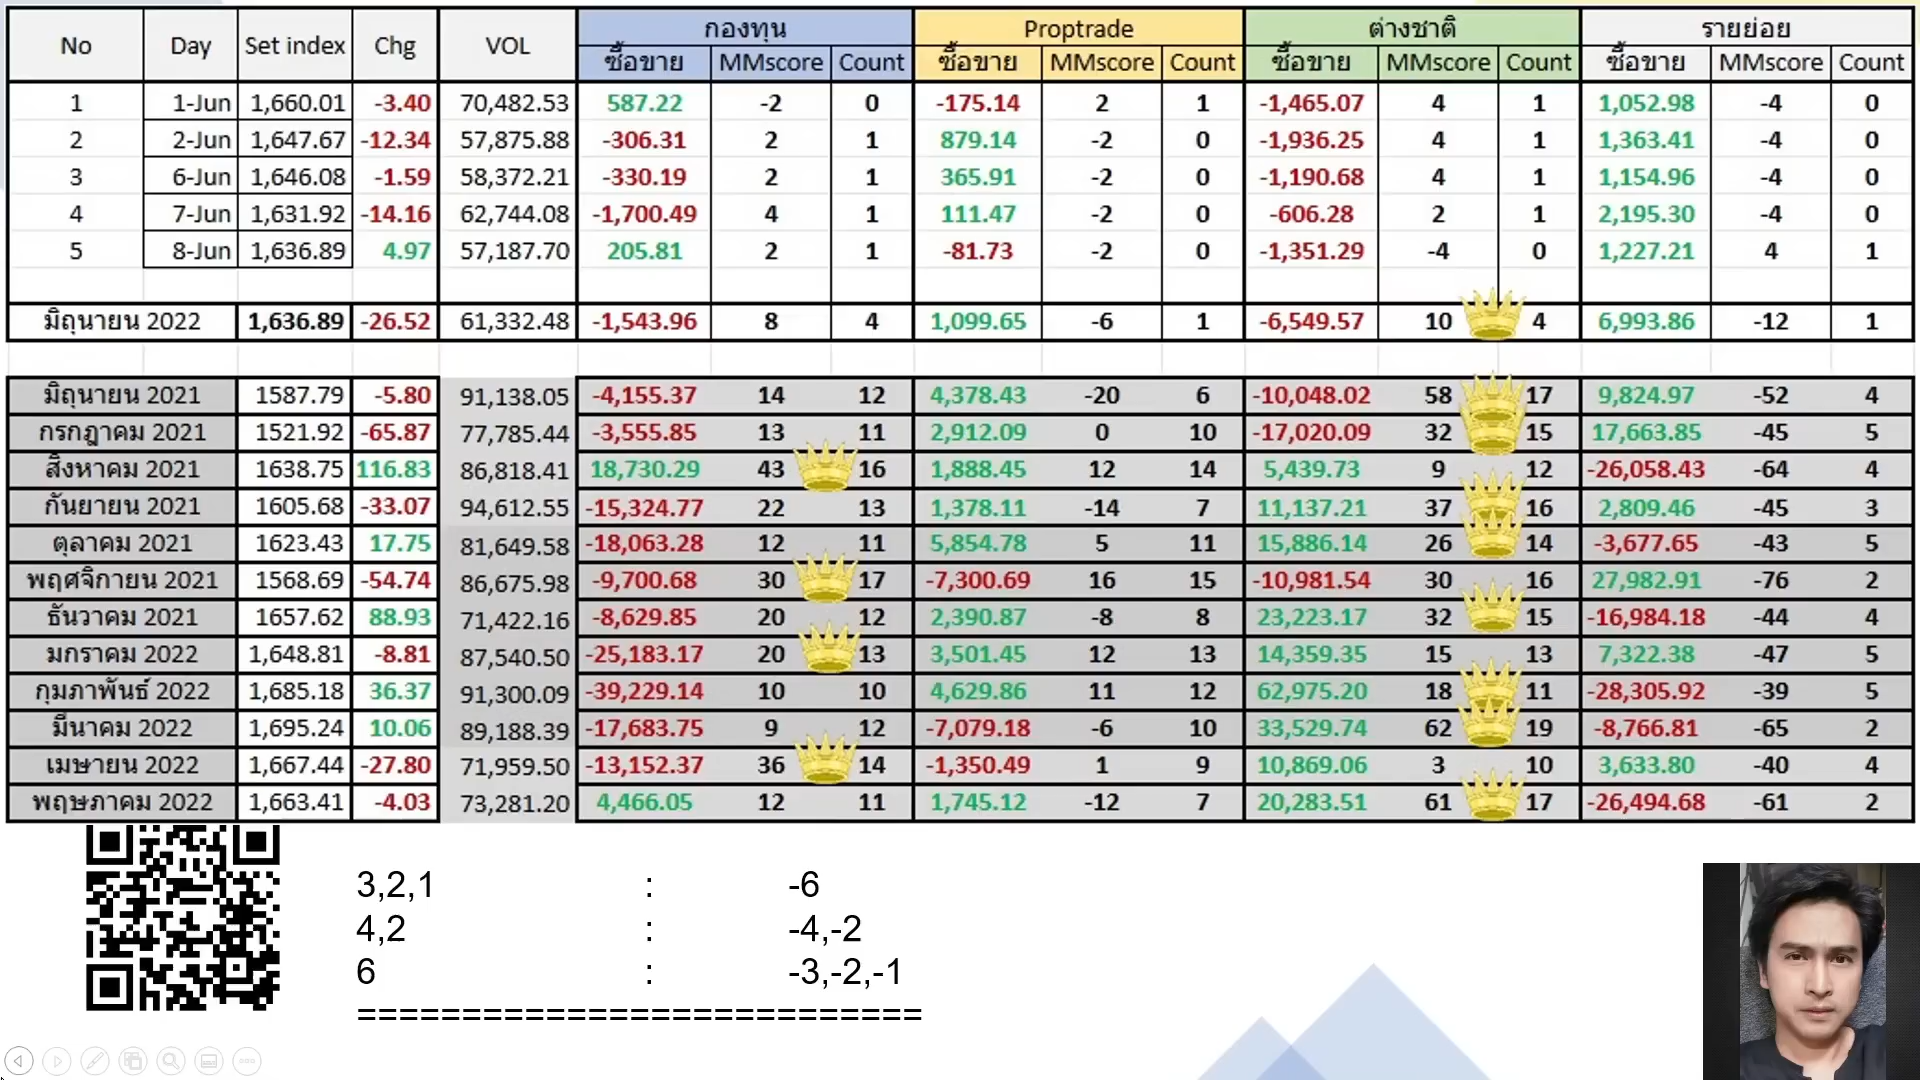 No Day Set index Chg VOL กองทุน Proptrade ต่างชาติ รายย่อย
ซื้อขาย MMscore Count ซื้อขาย MMscore Count ซื้อขาย MMscore Count ซื้อขาย MMscore Count
1 1-Jun 1,660.01 -3.40 70,482.53 587.22 -2 0 -175.14 2 1 -1,465.07 4 1 1,052.98 -4 0
2 2-Jun 1,647.67 -12.34 57,875.88 -306.31 2 1 879.14 -2 0 -1,936.25 4 1 1,363.41 -4 0
3 6-Jun 1,646.08 -1.59 58,372.21 -330.19 2 1 365.91 -2 0 -1,190.68 4 1 1,154.96 -4 0
4 7-Jun 1,631.92 -14.16 62,744.08 -1,700.49 4 1 111.47 -2 0 -606.28 2 1 2,195.30 -4 0
5 8-Jun 1,636.89 4.97 57,187.70 205.81 2 1 -81.73 -2 0 -1,351.29 -4 0 1,227.21 4 1
มิถุนายน 2022 1,636.89 -26.52 61,332.48 -1,543.96 8 4 1,099.65 -6 1 -6,549.57 10 4 6,993.86 -12 1
มิถุนายน 2021 1587.79 -5.80 91,138.05 -4,155.37 14 12 4,378.43 -20 6 -10,048.02 58 17 9,824.97 -52 4
กรกฎาคม 2021 1521.92 -65.87 77,785.44 -3,555.85 13 11 2,912.09 0 10 -17,020.09 32 15 17,663.85 -45 5
สิงหาคม 2021 1638.75 116.83 86,818.41 18,730.29 43 16 1,888.45 12 14 5,439.73 9 12 -26,058.43 -64 4
กันยายน 2021 1605.68 -33.07 94,612.55 -15,324.77 22 13 1,378.11 -14 7 11,137.21 37 16 2,809.46 -45 3
ตุลาคม 2021 1623.43 17.75 81,649.58 -18,063.28 12 11 5,854.78 5 11 15,886.14 26 14 -3,677.65 -43 5
พฤศจิกายน 2021 1568.69 -54.74 86,675.98 -9,700.68 30 17 -7,300.69 16 15 -10,981.54 30 16 27,982.91 -76 2
ธันวาคม 2021 1657.62 88.93 71,422.16 -8,629.85 20 12 2,390.87 -8 8 23,223.17 32 15 -16,984.18 -44 4
มกราคม 2022 1,648.81 -8.81 87,540.50 -25,183.17 20 13 3,501.45 12 13 14,359.35 15 13 7,322.38 -47 5
กุมภาพันธ์ 2022 1,685.18 36.37 91,300.09 -39,229.14 10 10 4,629.86 11 12 62,975.20 18 11 -28,305.92 -39 5
มีนาคม 2022 1,695.24 10.06 89,188.39 -17,683.75 9 12 -7,079.18 -6 10 33,529.74 62 19 -8,766.81 -65 2
เมษายน 2022 1,667.44 -27.80 71,959.50 -13,152.37 36 14 -1,350.49 1 9 10,869.06 3 10 3,633.80 -40 4
พฤษภาคม 2022 1,663.41 -4.03 73,281.20 4,466.05 12 11 1,745.12 -12 7 20,283.51 61 17 -26,494.68 -61 2
3,2,1 : -6
4,2 : -4,-2
6 : -3,-2,-1
===========================